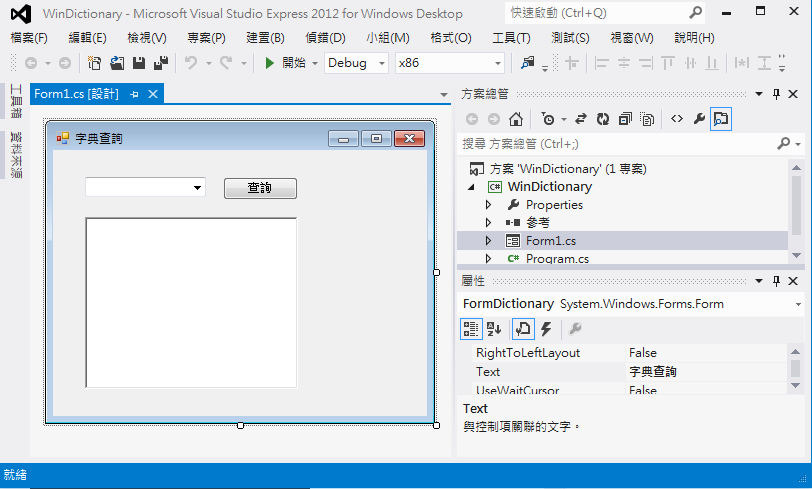 WinDictionary - Microsoft Visual Studio Express 2012 for Windows Desktop
快速啟動 (Ctrl+Q)
檔案(F) 編輯(E) 檢視(V) 專案(P) 建置(B) 偵錯(D) 小組(M) 格式(O) 工具(T) 測試(S) 視窗(W) 說明(H)
開始 Debug x86
工具箱
資料來源
Form1.cs [設計]
字典查詢
查詢
方案總管
搜尋 方案總管 (Ctrl+;)
方案 'WinDictionary' (1 專案)
C# WinDictionary
Properties
參考
Form1.cs
C# Program.cs
屬性
FormDictionary System.Windows.Forms.Form
RightToLeftLayout False
Text 字典查詢
UseWaitCursor False
Text
與控制項關聯的文字。
就緒